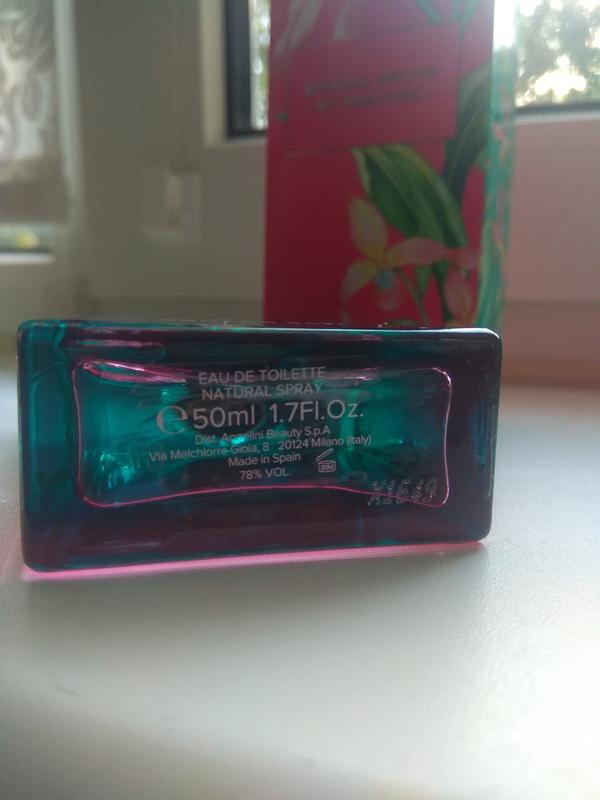 EAU DE TOILETTE
NATURAL SPRAY
℮ 50ml 1.7Fl.Oz.
Dist. Angelini Beauty S.p.A
Via Melchiorre Gioia, 8 20124 Milano (Italy)
Made in Spain
78% VOL.
30M